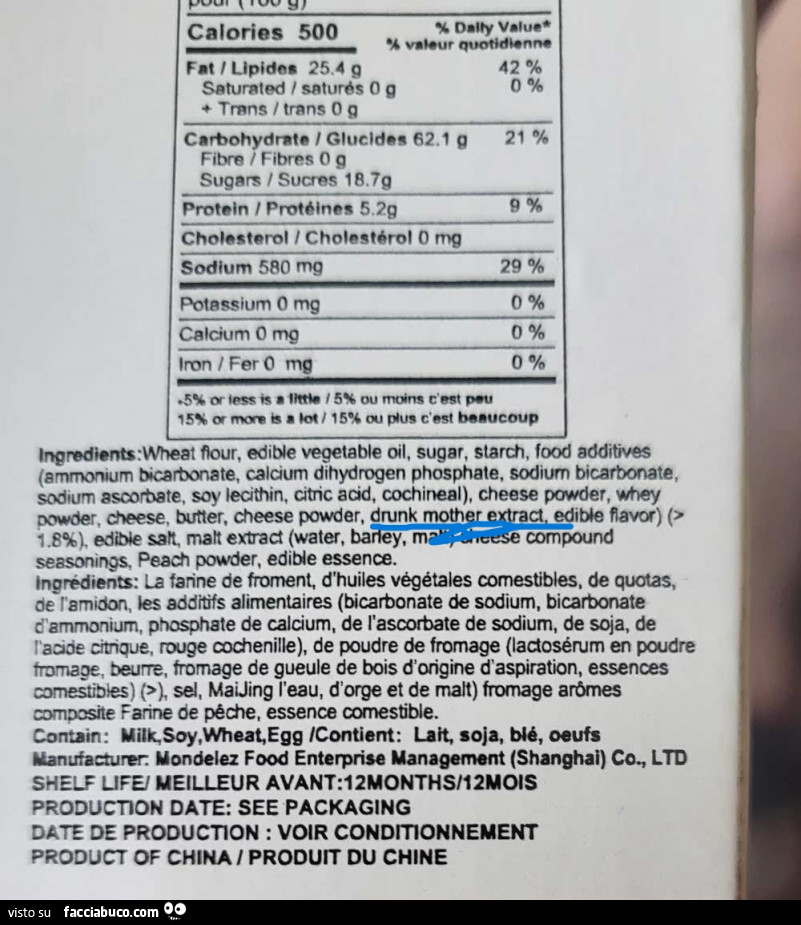 pour (100 g)
Calories 500
% Daily Value*
% valeur quotidienne
Fat / Lipides 25.4 g 42 %
Saturated / saturés 0 g 0 %
+ Trans / trans 0 g
Carbohydrate / Glucides 62.1 g 21 %
Fibre / Fibres 0 g
Sugars / Sucres 18.7g
Protein / Protéines 5.2g 9 %
Cholesterol / Cholestérol 0 mg
Sodium 580 mg 29 %
Potassium 0 mg 0 %
Calcium 0 mg 0 %
Iron / Fer 0 mg 0 %
*5% or less is a little / 5% ou moins c'est peu
15% or more is a lot / 15% ou plus c'est beaucoup
Ingredients:Wheat flour, edible vegetable oil, sugar, starch, food additives
(ammonium bicarbonate, calcium dihydrogen phosphate, sodium bicarbonate,
sodium ascorbate, soy lecithin, citric acid, cochineal), cheese powder, whey
powder, cheese, butter, cheese powder, drunk mother extract, edible flavor) (>
1.8%), edible salt, malt extract (water, barley, malt), cheese compound
seasonings, Peach powder, edible essence.
Ingrédients: La farine de froment, d'huiles végétales comestibles, de quotas,
de l'amidon, les additifs alimentaires (bicarbonate de sodium, bicarbonate
d'ammonium, phosphate de calcium, de l'ascorbate de sodium, de soja, de
l'acide citrique, rouge cochenille), de poudre de fromage (lactosérum en poudre
fromage, beurre, fromage de gueule de bois d'origine d'aspiration, essences
comestibles) (>), sel, MaiJing l'eau, d'orge et de malt) fromage arômes
composite Farine de pêche, essence comestible.
Contain: Milk,Soy,Wheat,Egg /Contient: Lait, soja, blé, oeufs
Manufacturer: Mondelez Food Enterprise Management (Shanghai) Co., LTD
SHELF LIFE/ MEILLEUR AVANT:12MONTHS/12MOIS
PRODUCTION DATE: SEE PACKAGING
DATE DE PRODUCTION : VOIR CONDITIONNEMENT
PRODUCT OF CHINA / PRODUIT DU CHINE
visto su facciabuco.com